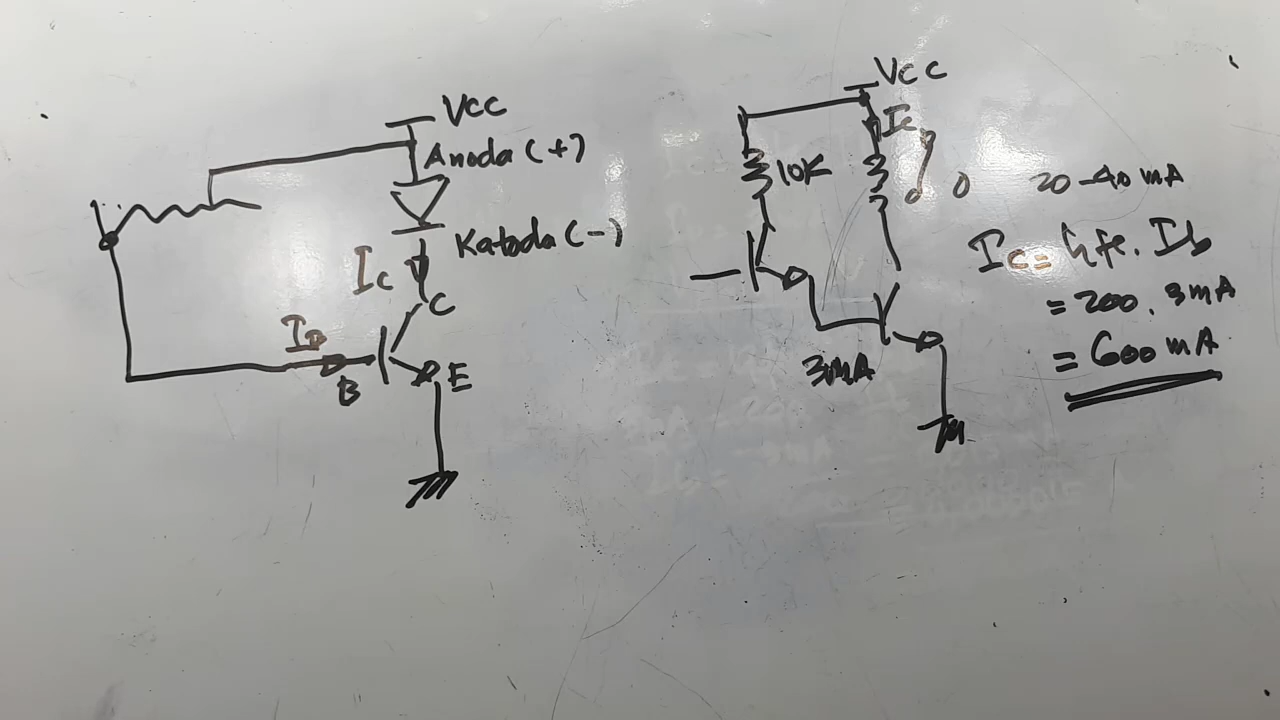 VCC
Anoda (+)
Katoda (-)
Ic
C
IB
B
E
Vcc
Ic
10K
3mA
0 20-40 mA
Ic = hfe. Ib
= 200. 3mA
= 600 mA